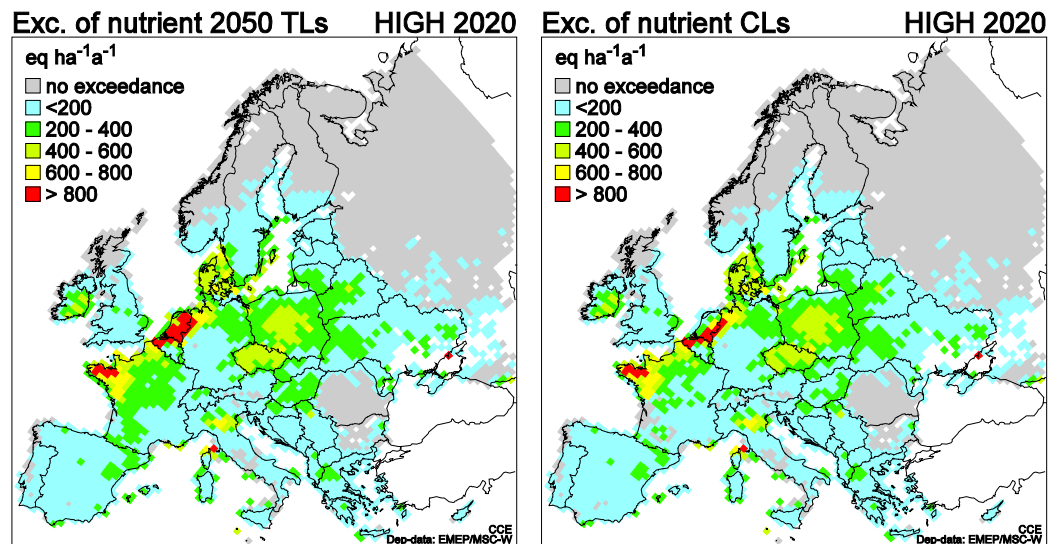 Exc. of nutrient 2050 TLs HIGH 2020
eq ha⁻¹a⁻¹
no exceedance
<200
200 - 400
400 - 600
600 - 800
> 800
CCE
Dep-data: EMEP/MSC-W
Exc. of nutrient CLs HIGH 2020
eq ha⁻¹a⁻¹
no exceedance
<200
200 - 400
400 - 600
600 - 800
> 800
CCE
Dep-data: EMEP/MSC-W